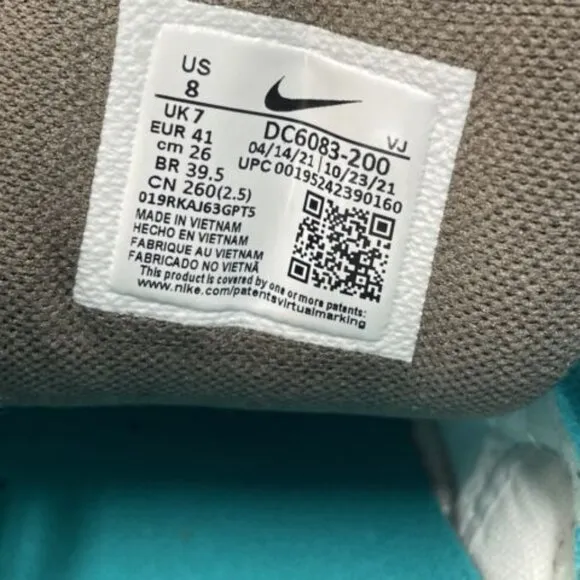 US
8
UK 7
EUR 41
cm 26
BR 39.5
CN 260(2.5)
DC6083-200 VJ
04/14/21 | 10/23/21
UPC 00195242390160
019RKAJ63GPT5
MADE IN VIETNAM
HECHO EN VIETNAM
FABRIQUE AU VIETNAM
FABRICADO NO VIETNÃ
This product is covered by one or more patents:
www.nike.com/patentsvirtualmarking